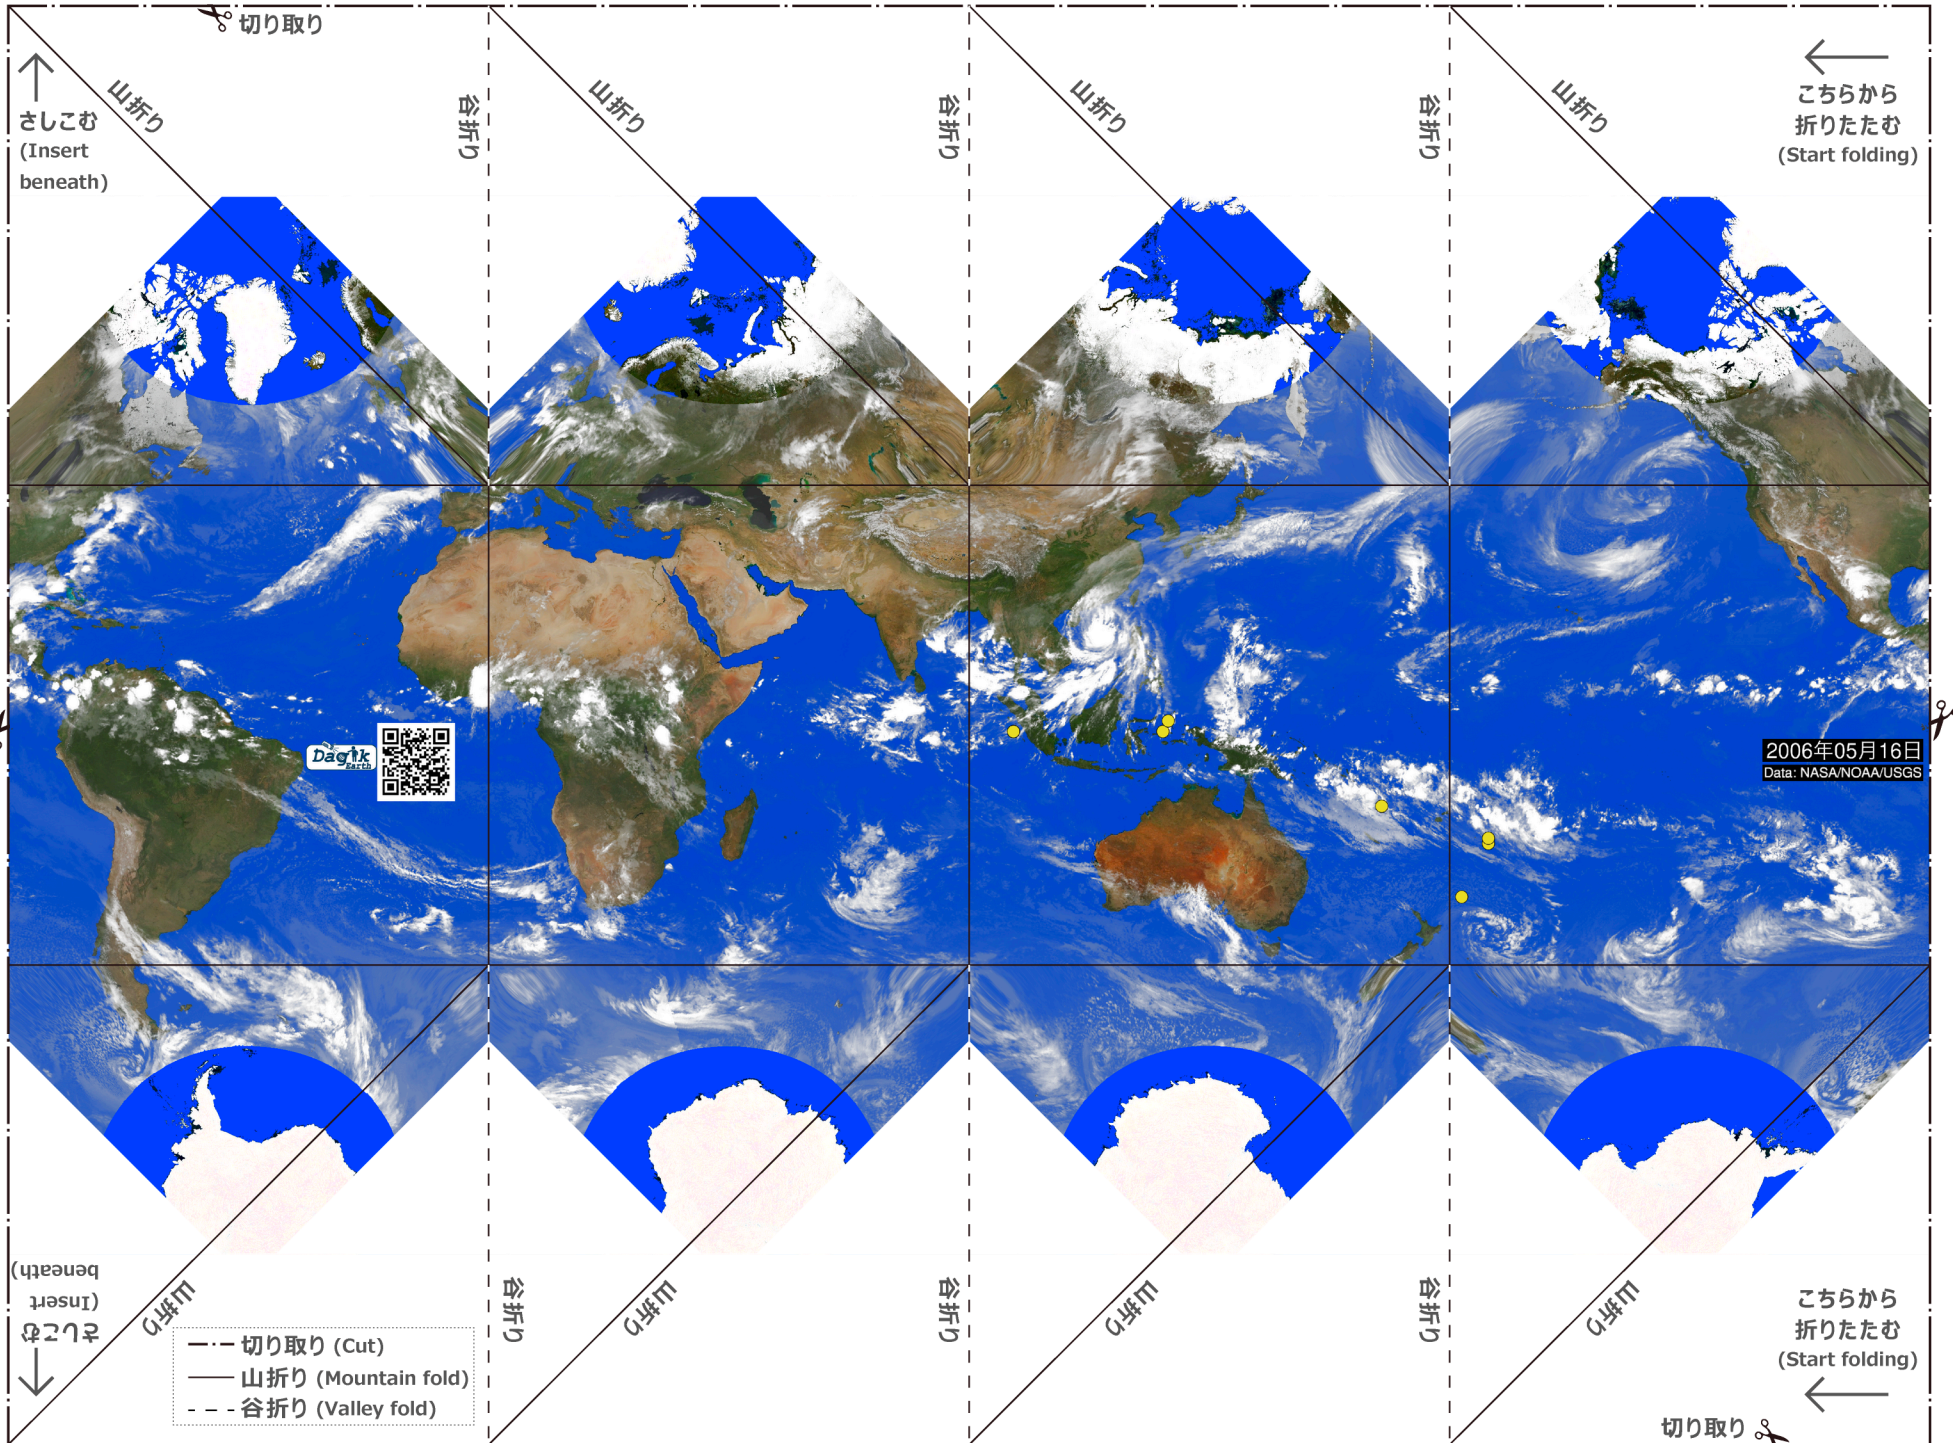 切り取り
山折り
山折り
山折り
山折り
谷折り
谷折り
谷折り
さしこむ
(Insert
beneath)
こちらから
折りたたむ
(Start folding)
Dagik
Earth
2006年05月16日
Data: NASA/NOAA/USGS
さしこむ
(Insert
beneath)
山折り
山折り
山折り
山折り
谷折り
谷折り
谷折り
こちらから
折りたたむ
(Start folding)
切り取り (Cut)
山折り (Mountain fold)
谷折り (Valley fold)
切り取り